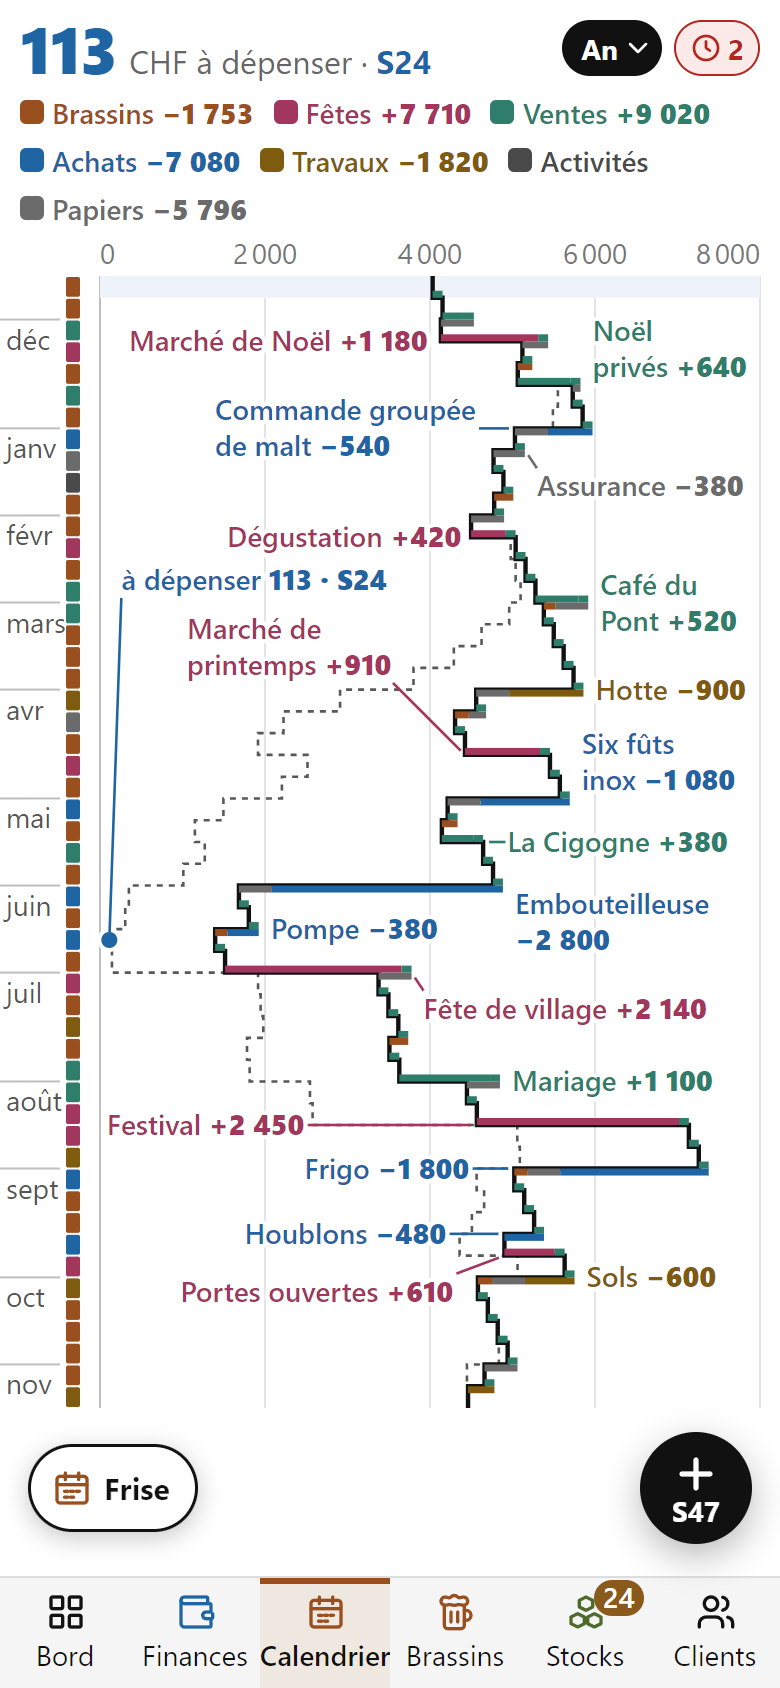 113 CHF à dépenser · S24
An
2
Brassins −1 753 Fêtes +7 710 Ventes +9 020
Achats −7 080 Travaux −1 820 Activités
Papiers −5 796
0 2 000 4 000 6 000 8 000
déc
Marché de Noël +1 180
Noël
privés +640
Commande groupée
de malt −540
janv
Assurance −380
févr
Dégustation +420
à dépenser 113 · S24
Café du
Pont +520
mars
Marché de
printemps +910
Hotte −900
avr
Six fûts
inox −1 080
mai
La Cigogne +380
juin
Embouteilleuse
−2 800
Pompe −380
juil
Fête de village +2 140
Mariage +1 100
août
Festival +2 450
Frigo −1 800
sept
Houblons −480
Portes ouvertes +610
Sols −600
oct
nov
Frise
+
S47
24
Bord Finances Calendrier Brassins Stocks Clients